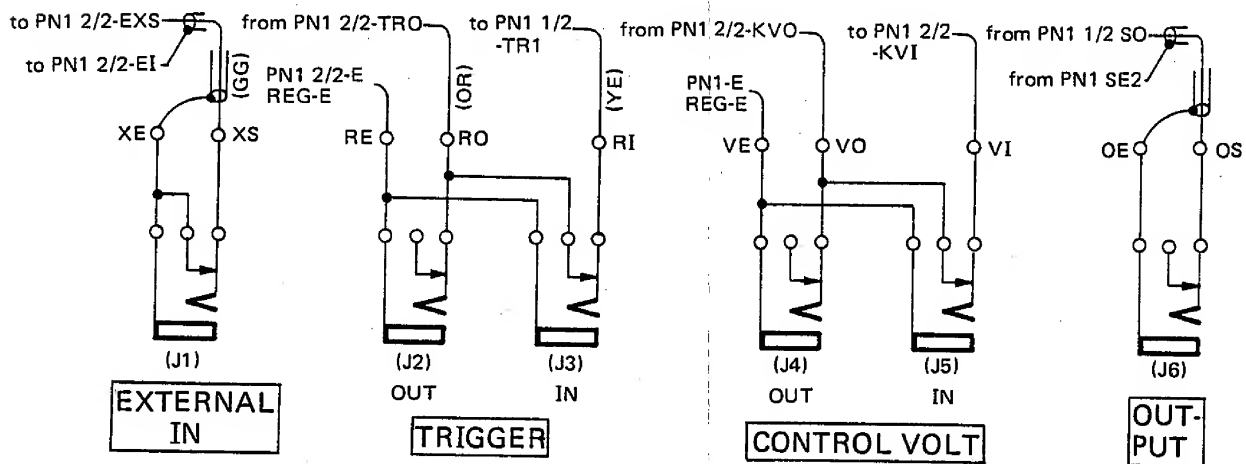 to PN1 2/2-EXS
to PN1 2/2-EI
(GG)
XE
XS
(J1)
EXTERNAL
IN
from PN1 2/2-TRO
PN1 2/2-E
REG-E
(OR)
RE
RO
(J2)
OUT
to PN1 1/2
-TR1
(YE)
RI
(J3)
IN
TRIGGER
from PN1 2/2-KVO
PN1-E
REG-E
VE
VO
(J4)
OUT
to PN1 2/2
-KVI
VI
(J5)
IN
CONTROL VOLT
from PN1 1/2 SO
from PN1 SE2
OE
OS
(J6)
OUT-
PUT